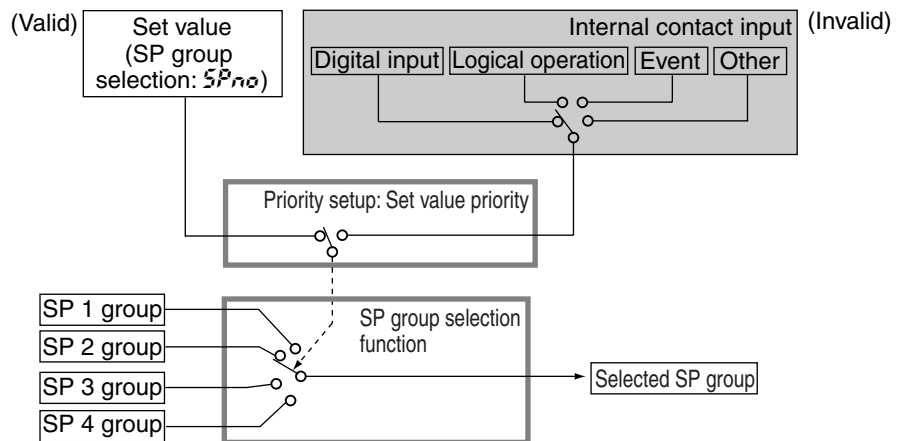 (Valid)
Set value
(SP group
selection: SPno)
Internal contact input
(Invalid)
Digital input
Logical operation
Event
Other
Priority setup: Set value priority
SP 1 group
SP 2 group
SP 3 group
SP 4 group
SP group selection
function
Selected SP group